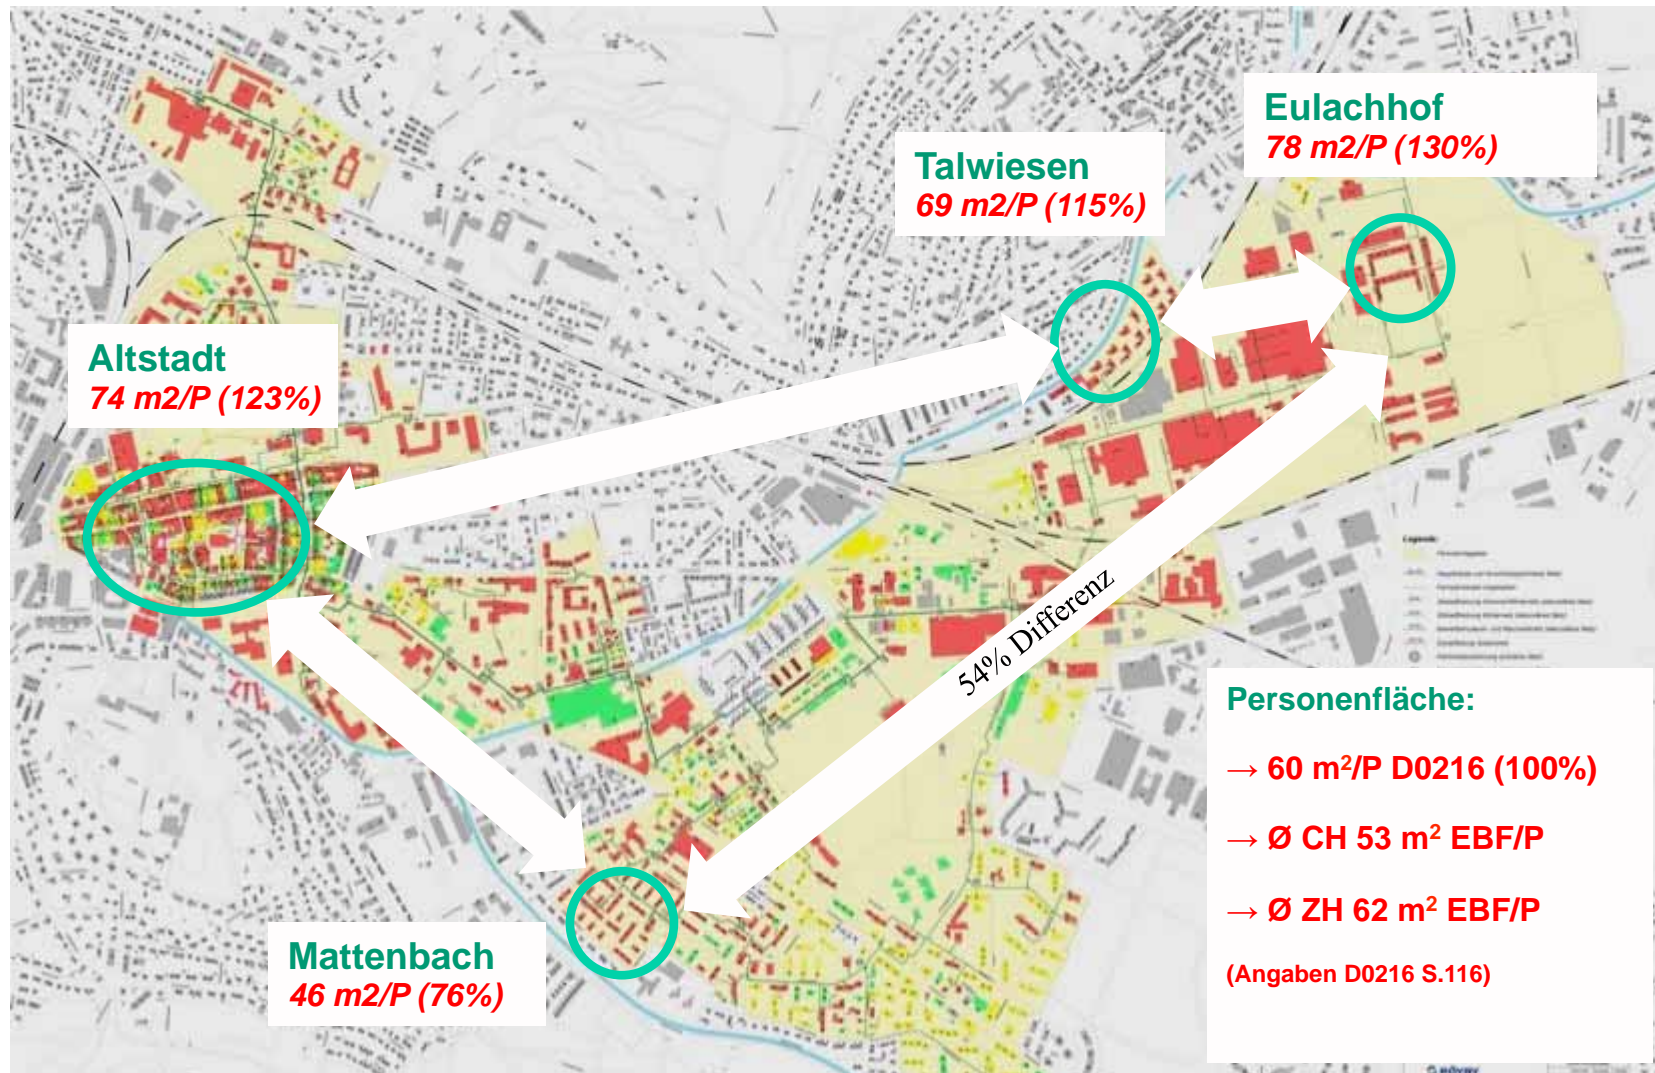 Eulachhof
78 m2/P (130%)
Talwiesen
69 m2/P (115%)
Altstadt
74 m2/P (123%)
54% Differenz
Mattenbach
46 m2/P (76%)
Legende
Personenfläche:
→ 60 m²/P D0216 (100%)
→ Ø CH 53 m² EBF/P
→ Ø ZH 62 m² EBF/P
(Angaben D0216 S.116)